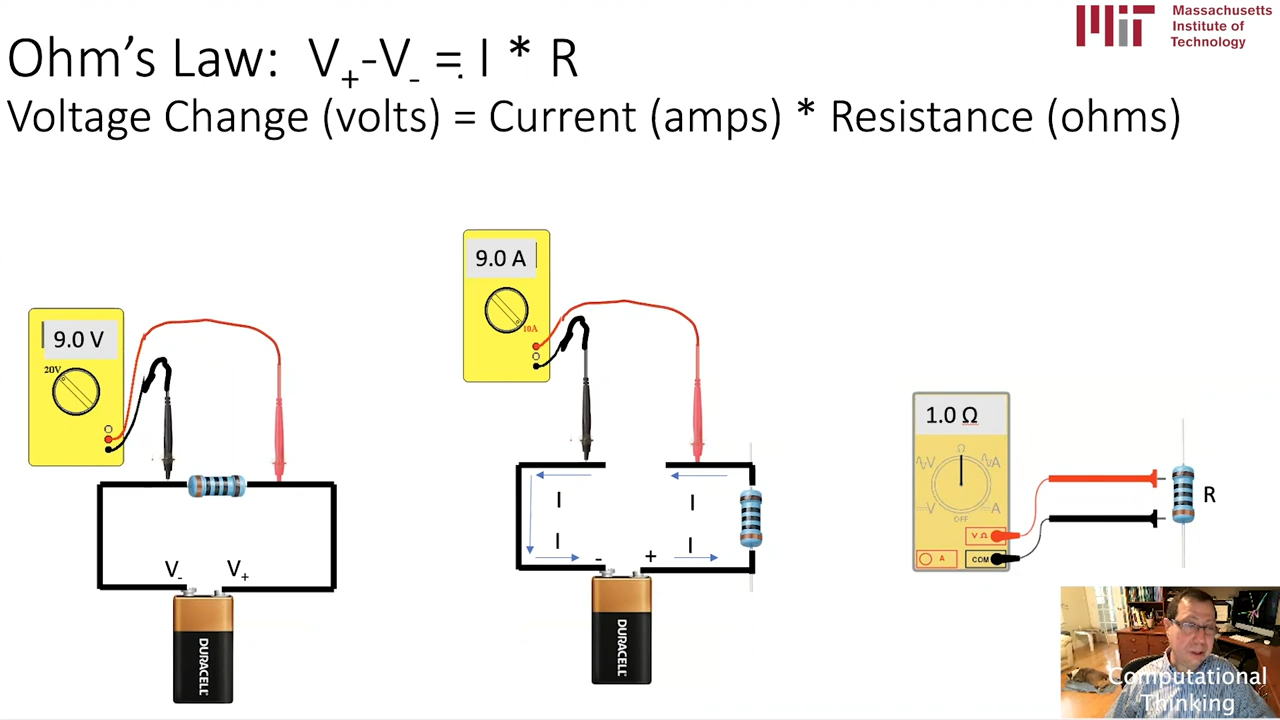 Massachusetts
Institute of
Technology
Ohm's Law: V₊-V₋ = I * R
Voltage Change (volts) = Current (amps) * Resistance (ohms)
9.0 V
20V
V₋ V₊
DURACELL
9.0 A
10A
I I
I I
- +
DURACELL
1.0 Ω
Ω
V A
V A
OFF
V Ω
A COM
R
Computational
Thinking